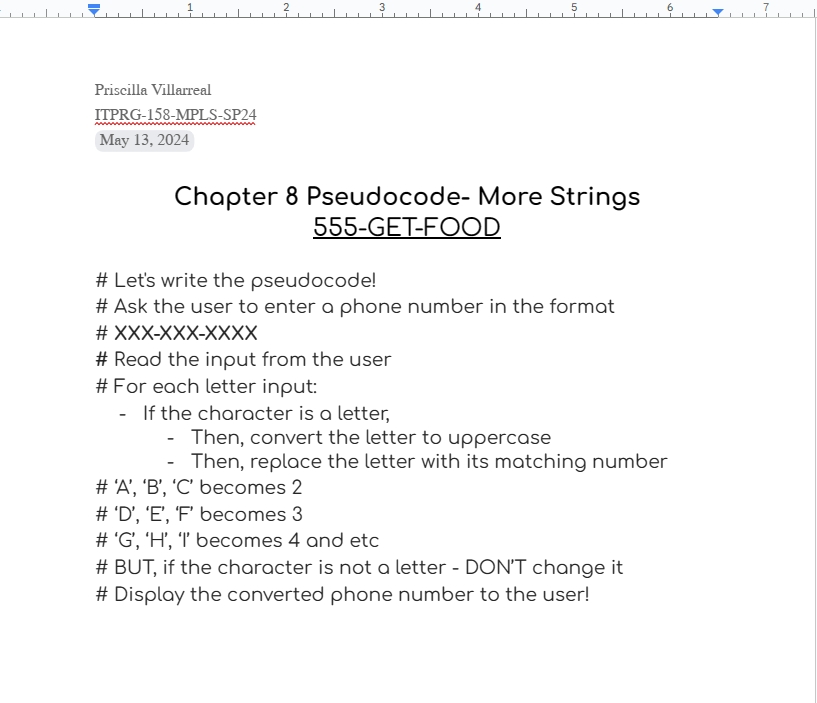 1 2 3 4 5 6 7
Priscilla Villarreal
ITPRG-158-MPLS-SP24
May 13, 2024
Chapter 8 Pseudocode- More Strings
555-GET-FOOD
# Let's write the pseudocode!
# Ask the user to enter a phone number in the format
# XXX-XXX-XXXX
# Read the input from the user
# For each letter input:
- If the character is a letter,
- Then, convert the letter to uppercase
- Then, replace the letter with its matching number
# ‘A’, ‘B’, ‘C’ becomes 2
# ‘D’, ‘E’, ‘F’ becomes 3
# ‘G’, ‘H’, ‘I’ becomes 4 and etc
# BUT, if the character is not a letter - DON’T change it
# Display the converted phone number to the user!